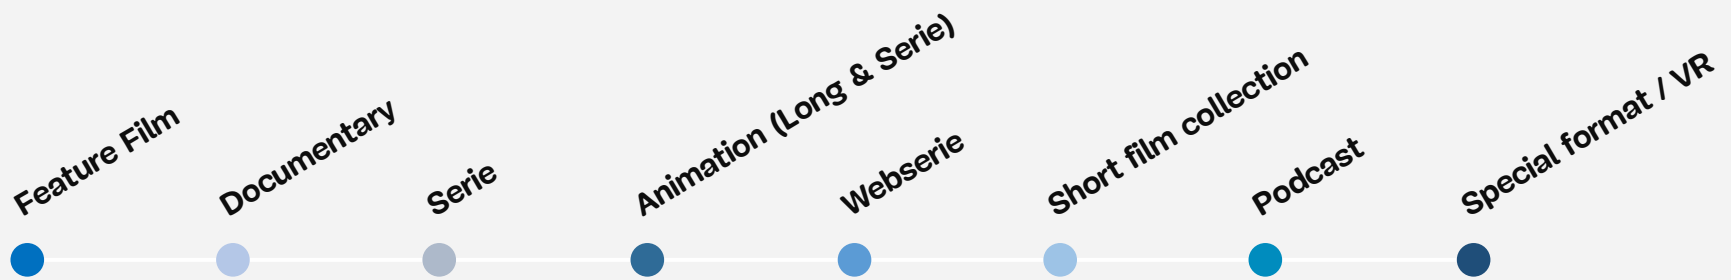 Feature Film
Documentary
Serie
Animation (Long & Serie)
Webserie
Short film collection
Podcast
Special format / VR